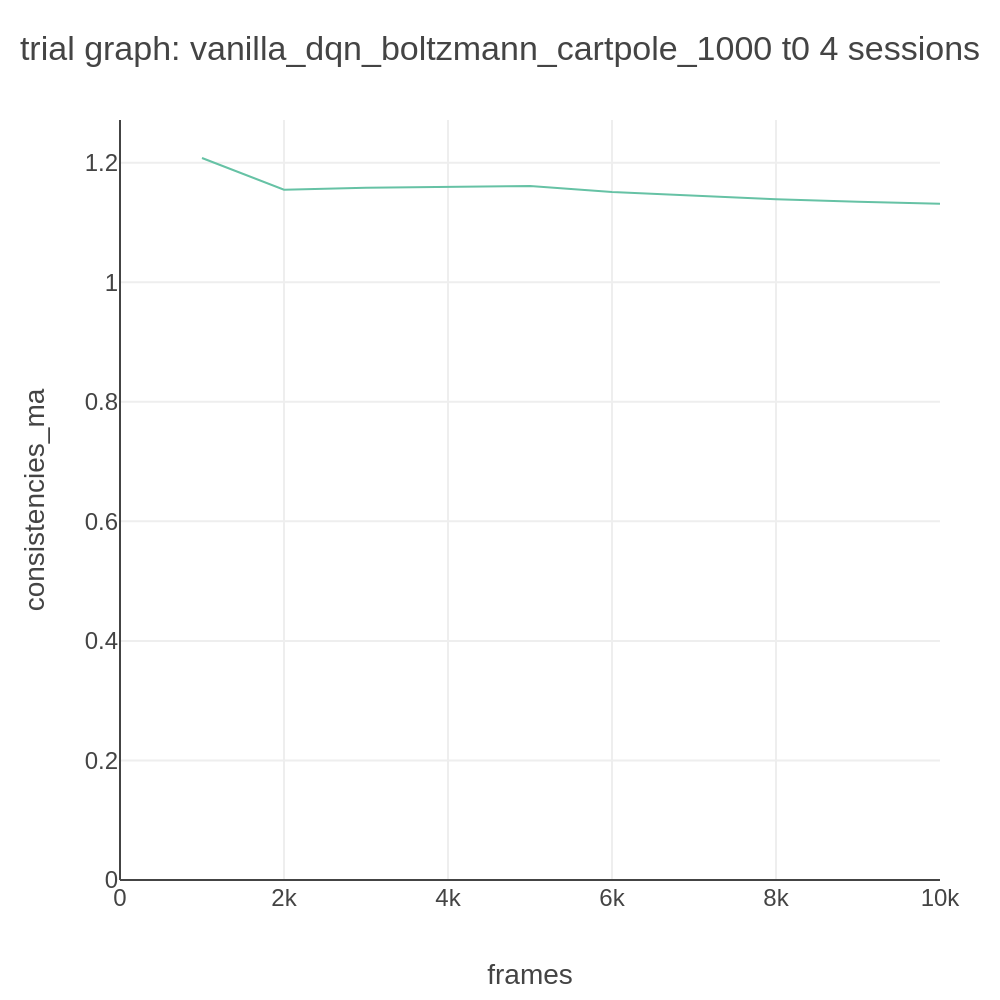 trial graph: vanilla_dqn_boltzmann_cartpole_1000 t0 4 sessions
1.2
1
0.8
0.6
0.4
0.2
0
consistencies_ma
0 2k 4k 6k 8k 10k
frames